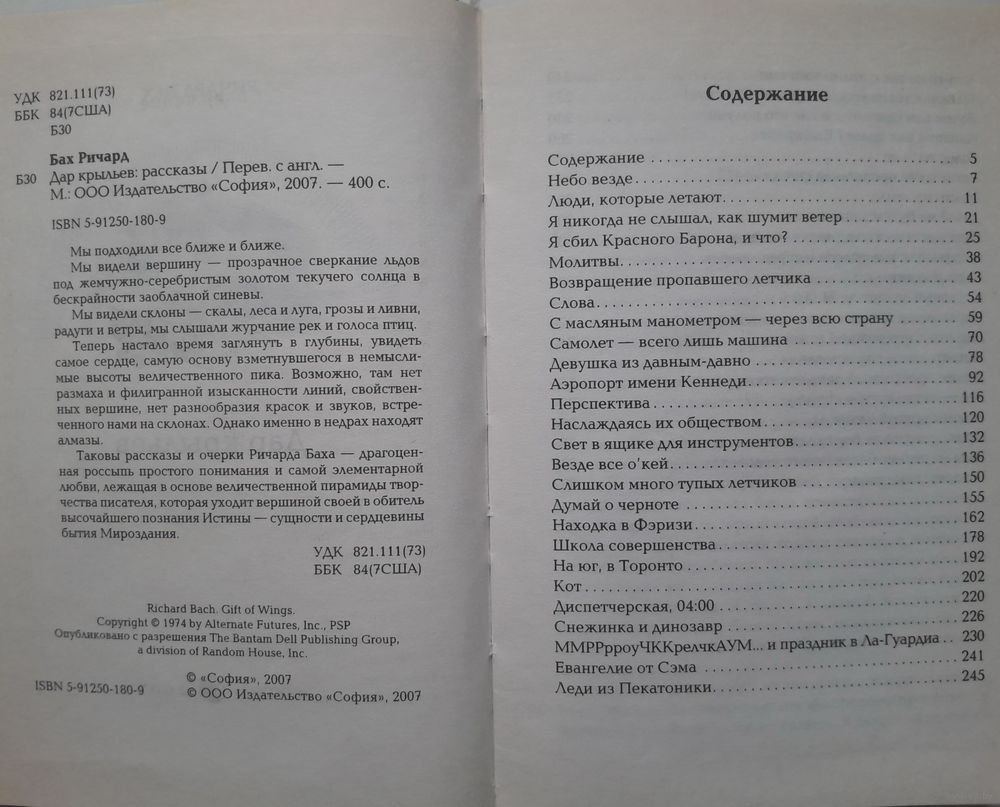 УДК 821.111(73)
ББК 84(7США)
Б30
Бах Ричард
Б30 Дар крыльев: рассказы / Перев. с англ. —
М.: ООО Издательство «София», 2007. — 400 с.
ISBN 5-91250-180-9
Мы подходили все ближе и ближе.
Мы видели вершину — прозрачное сверкание льдов
под жемчужно-серебристым золотом текучего солнца в
бескрайности заоблачной синевы.
Мы видели склоны — скалы, леса и луга, грозы и ливни,
радуги и ветры, мы слышали журчание рек и голоса птиц.
Теперь настало время заглянуть в глубины, увидеть
самое сердце, самую основу взметнувшегося в немысли-
мые высоты величественного пика. Возможно, там нет
размаха и филигранной изысканности линий, свойствен-
ных вершине, нет разнообразия красок и звуков, встре-
ченного нами на склонах. Однако именно в недрах находят
алмазы.
Таковы рассказы и очерки Ричарда Баха — драгоцен-
ная россыпь простого понимания и самой элементарной
любви, лежащая в основе величественной пирамиды твор-
чества писателя, которая уходит вершиной своей в обитель
высочайшего познания Истины — сущности и сердцевины
бытия Мироздания.
УДК 821.111(73)
ББК 84(7США)
Richard Bach. Gift of Wings.
Copyright © 1974 by Alternate Futures, Inc., PSP
Опубликовано с разрешения The Bantam Dell Publishing Group,
a division of Random House, Inc.
© «София», 2007
ISBN 5-91250-180-9 © ООО Издательство «София», 2007
Содержание
Содержание . . . . . 5
Небо везде . . . . . 7
Люди, которые летают . . . . . 11
Я никогда не слышал, как шумит ветер . . . . . 21
Я сбил Красного Барона, и что? . . . . . 25
Молитвы . . . . . 38
Возвращение пропавшего летчика . . . . . 43
Слова . . . . . 54
С масляным манометром — через всю страну . . . . . 59
Самолет — всего лишь машина . . . . . 70
Девушка из давным-давно . . . . . 78
Аэропорт имени Кеннеди . . . . . 92
Перспектива . . . . . 116
Наслаждаясь их обществом . . . . . 120
Свет в ящике для инструментов . . . . . 132
Везде все о'кей . . . . . 136
Слишком много тупых летчиков . . . . . 150
Думай о черноте . . . . . 155
Находка в Фэризи . . . . . 162
Школа совершенства . . . . . 178
На юг, в Торонто . . . . . 192
Кот . . . . . 202
Диспетчерская, 04:00 . . . . . 220
Снежинка и динозавр . . . . . 226
ММРРрроуЧККрелчкАУМ... и праздник в Ла-Гуардиа . . 230
Евангелие от Сэма . . . . . 241
Леди из Пекатоники . . . . . 245